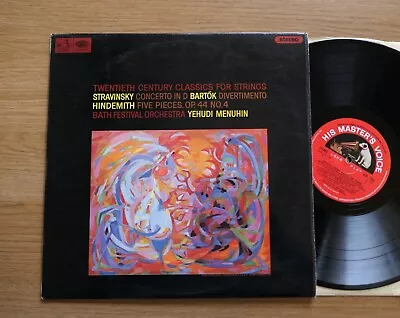 STEREO
TWENTIETH CENTURY CLASSICS FOR STRINGS
STRAVINSKY CONCERTO IN D BARTÓK DIVERTIMENTO
HINDEMITH FIVE PIECES, OP. 44 NO. 4
BATH FESTIVAL ORCHESTRA YEHUDI MENUHIN
HIS MASTER'S VOICE